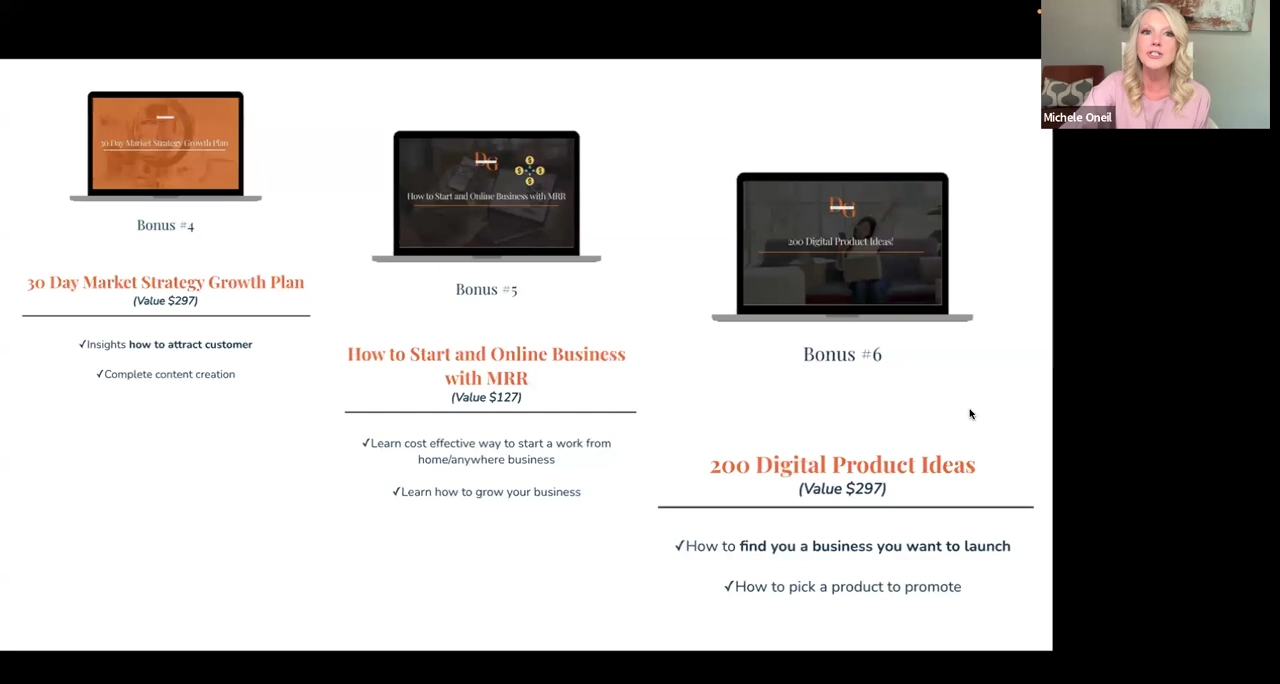 Michele Oneil
30 Day Market Strategy Growth Plan
Bonus #4
30 Day Market Strategy Growth Plan
(Value $297)
✓Insights how to attract customer
✓Complete content creation
DG
$ $ $ $
How to Start and Online Business with MRR
Bonus #5
How to Start and Online Business
with MRR
(Value $127)
✓Learn cost effective way to start a work from
home/anywhere business
✓Learn how to grow your business
DG
200 Digital Product Ideas!
Bonus #6
200 Digital Product Ideas
(Value $297)
✓How to find you a business you want to launch
✓How to pick a product to promote